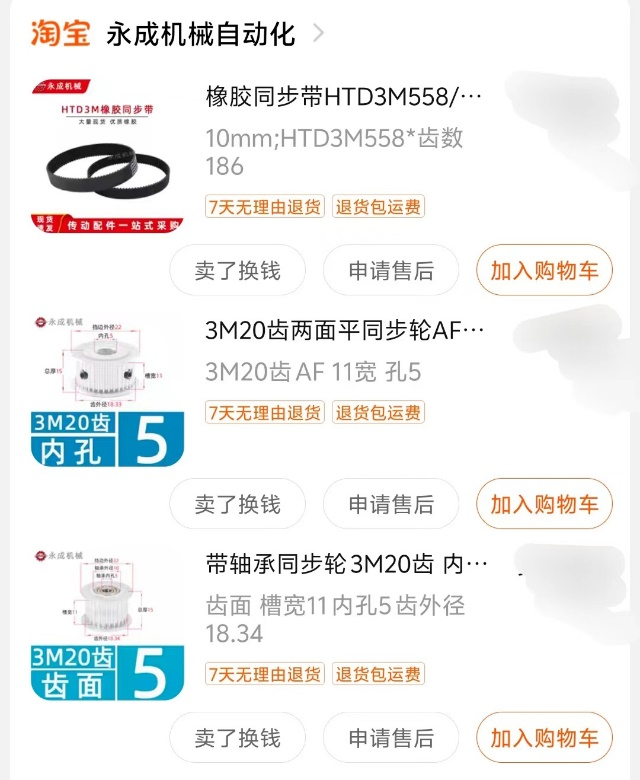 淘宝 永成机械自动化
永成机械
HTD3M橡胶同步带
大量现货 优质橡胶
现货
速发
传动配件一站式采购
橡胶同步带HTD3M558/…
10mm;HTD3M558*齿数
186
7天无理由退货 退货包运费
卖了换钱 申请售后 加入购物车
永成机械
挡边外径22
内孔5
总厚15
槽宽11
齿外径18.33
3M20齿
内孔
5
3M20齿两面平同步轮AF…
3M20齿 AF 11宽 孔5
7天无理由退货 退货包运费
卖了换钱 申请售后 加入购物车
永成机械
挡边外径22
轴承内孔5
槽宽11
总厚15
齿外径18.34
3M20齿
齿面
5
带轴承同步轮3M20齿 内…
齿面 槽宽11内孔5齿外径
18.34
7天无理由退货 退货包运费
卖了换钱 申请售后 加入购物车